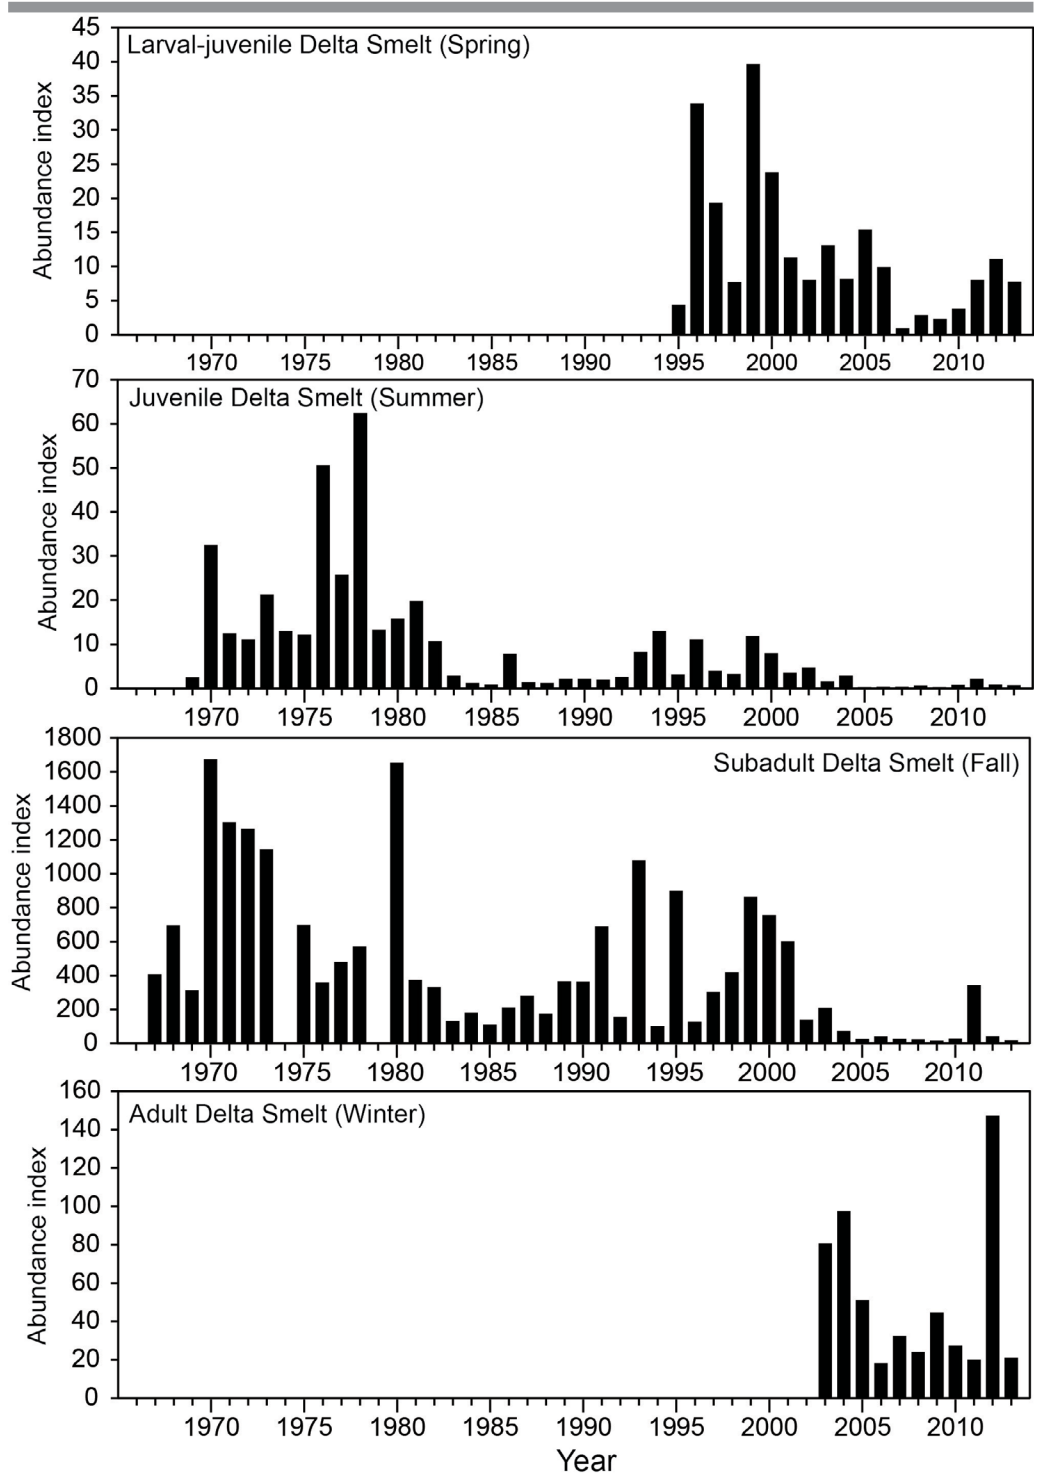 Larval-juvenile Delta Smelt (Spring)
Abundance index
45
40
35
30
25
20
15
10
5
0
1970 1975 1980 1985 1990 1995 2000 2005 2010
Juvenile Delta Smelt (Summer)
Abundance index
70
60
50
40
30
20
10
0
1970 1975 1980 1985 1990 1995 2000 2005 2010
Subadult Delta Smelt (Fall)
Abundance index
1800
1600
1400
1200
1000
800
600
400
200
0
1970 1975 1980 1985 1990 1995 2000 2005 2010
Adult Delta Smelt (Winter)
Abundance index
160
140
120
100
80
60
40
20
0
1970 1975 1980 1985 1990 1995 2000 2005 2010
Year